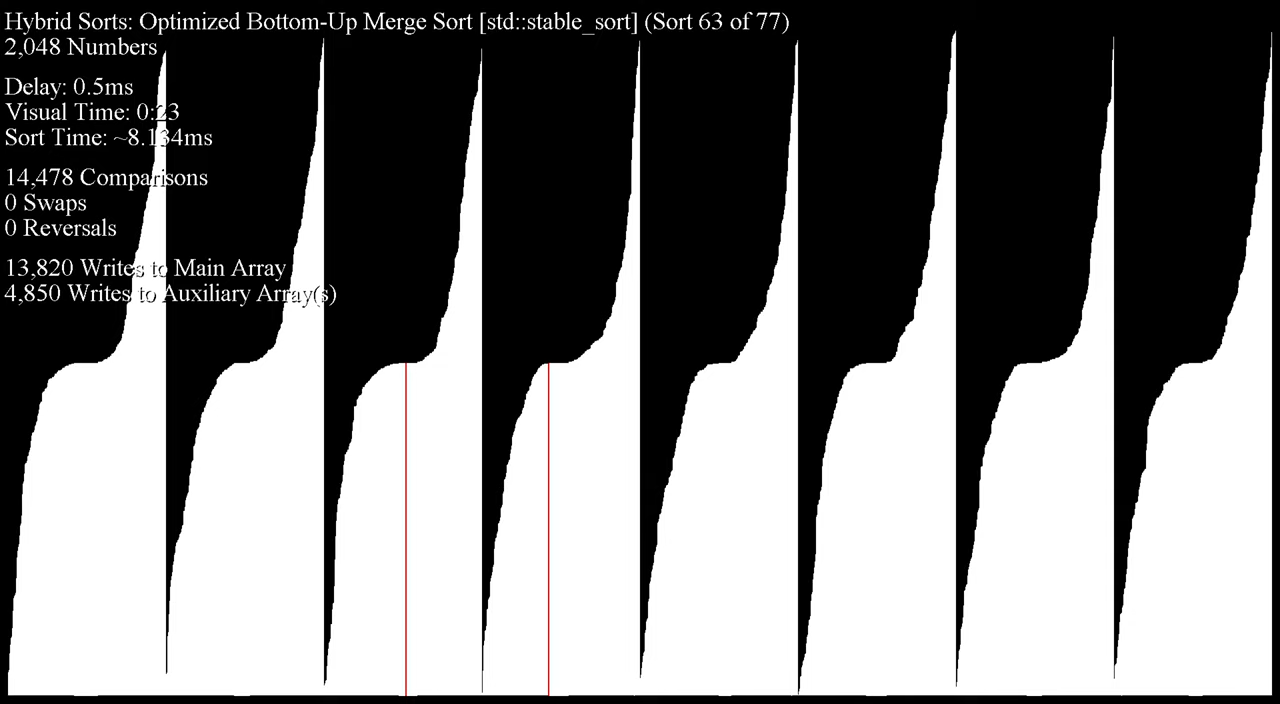 Hybrid Sorts: Optimized Bottom-Up Merge Sort [std::stable_sort] (Sort 63 of 77)
2,048 Numbers
Delay: 0.5ms
Visual Time: 0:23
Sort Time: ~8.134ms
14,478 Comparisons
0 Swaps
0 Reversals
13,820 Writes to Main Array
4,850 Writes to Auxiliary Array(s)